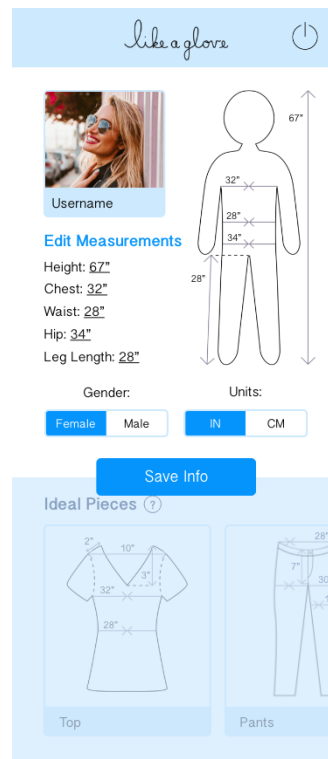 like a glove
67"
32"
28"
34"
28"
Username
Edit Measurements
Height: 67"
Chest: 32"
Waist: 28"
Hip: 34"
Leg Length: 28"
Gender:
Units:
Female
Male
IN
CM
Save Info
Ideal Pieces ?
2"
10"
3"
32"
28"
28"
7"
30
Top
Pants